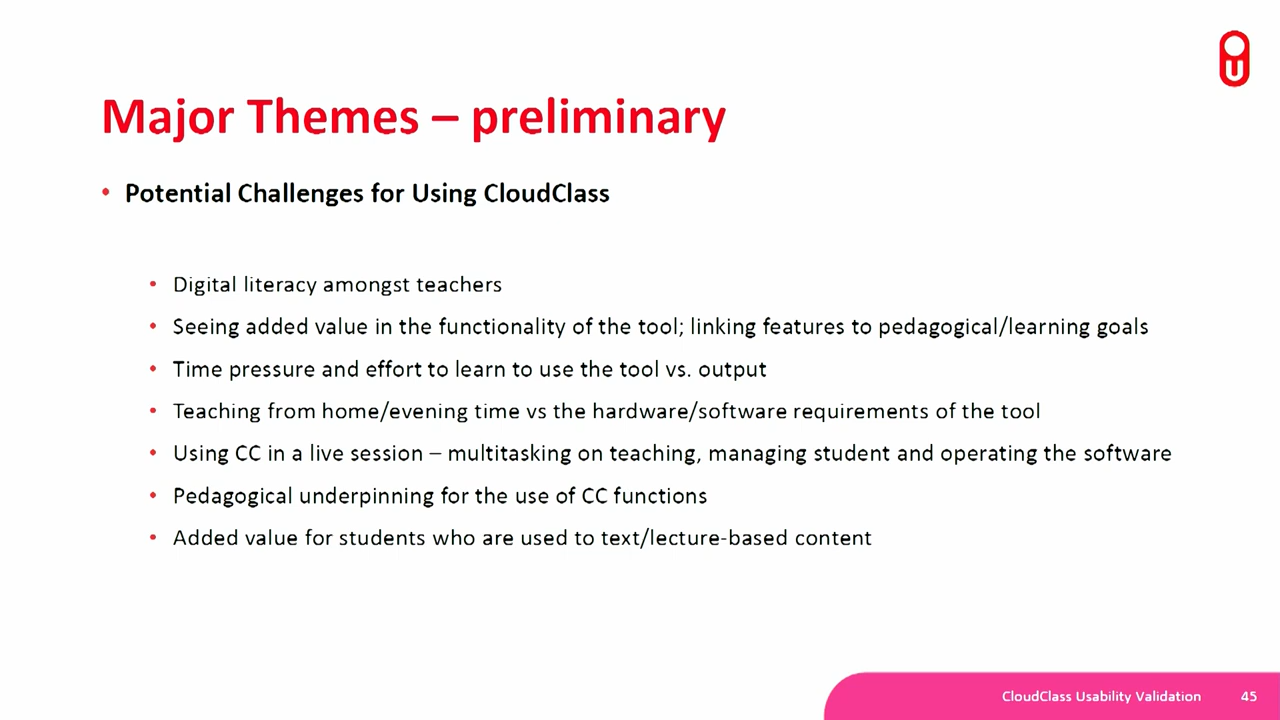 Major Themes – preliminary
• Potential Challenges for Using CloudClass
• Digital literacy amongst teachers
• Seeing added value in the functionality of the tool; linking features to pedagogical/learning goals
• Time pressure and effort to learn to use the tool vs. output
• Teaching from home/evening time vs the hardware/software requirements of the tool
• Using CC in a live session – multitasking on teaching, managing student and operating the software
• Pedagogical underpinning for the use of CC functions
• Added value for students who are used to text/lecture-based content
CloudClass Usability Validation 45